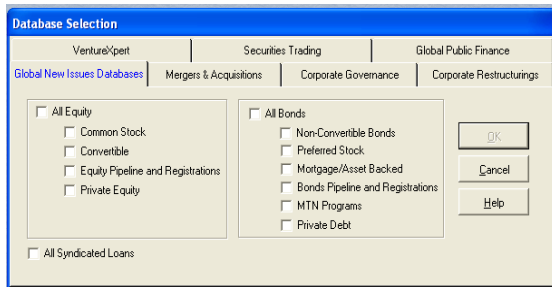 Database Selection
VentureXpert
Securities Trading
Global Public Finance
Global New Issues Databases
Mergers & Acquisitions
Corporate Governance
Corporate Restructurings
All Equity
Common Stock
Convertible
Equity Pipeline and Registrations
Private Equity
All Bonds
Non-Convertible Bonds
Preferred Stock
Mortgage/Asset Backed
Bonds Pipeline and Registrations
MTN Programs
Private Debt
OK
Cancel
Help
All Syndicated Loans